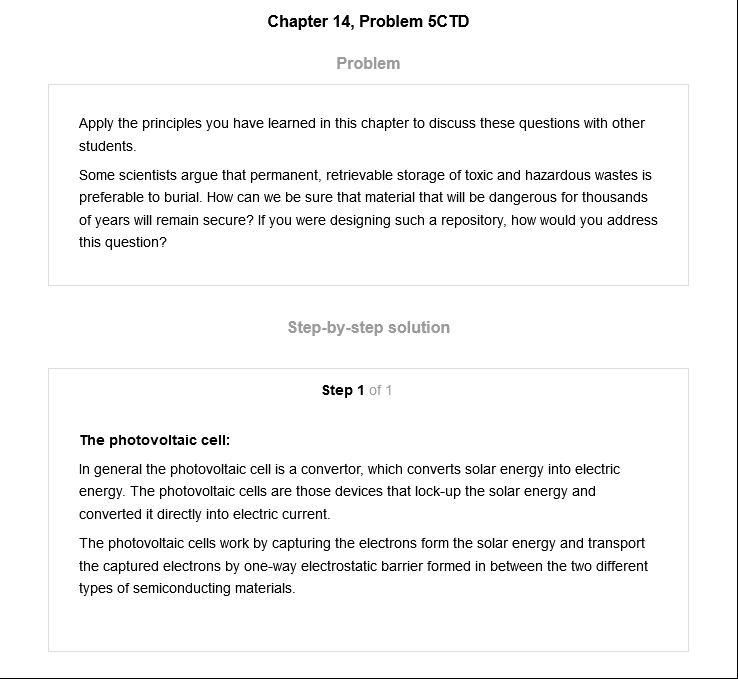 Chapter 14, Problem 5CTD
Problem
Apply the principles you have learned in this chapter to discuss these questions with other
students.
Some scientists argue that permanent, retrievable storage of toxic and hazardous wastes is
preferable to burial. How can we be sure that material that will be dangerous for thousands
of years will remain secure? If you were designing such a repository, how would you address
this question?
Step-by-step solution
Step 1 of 1
The photovoltaic cell:
In general the photovoltaic cell is a convertor, which converts solar energy into electric
energy. The photovoltaic cells are those devices that lock-up the solar energy and
converted it directly into electric current.
The photovoltaic cells work by capturing the electrons form the solar energy and transport
the captured electrons by one-way electrostatic barrier formed in between the two different
types of semiconducting materials.